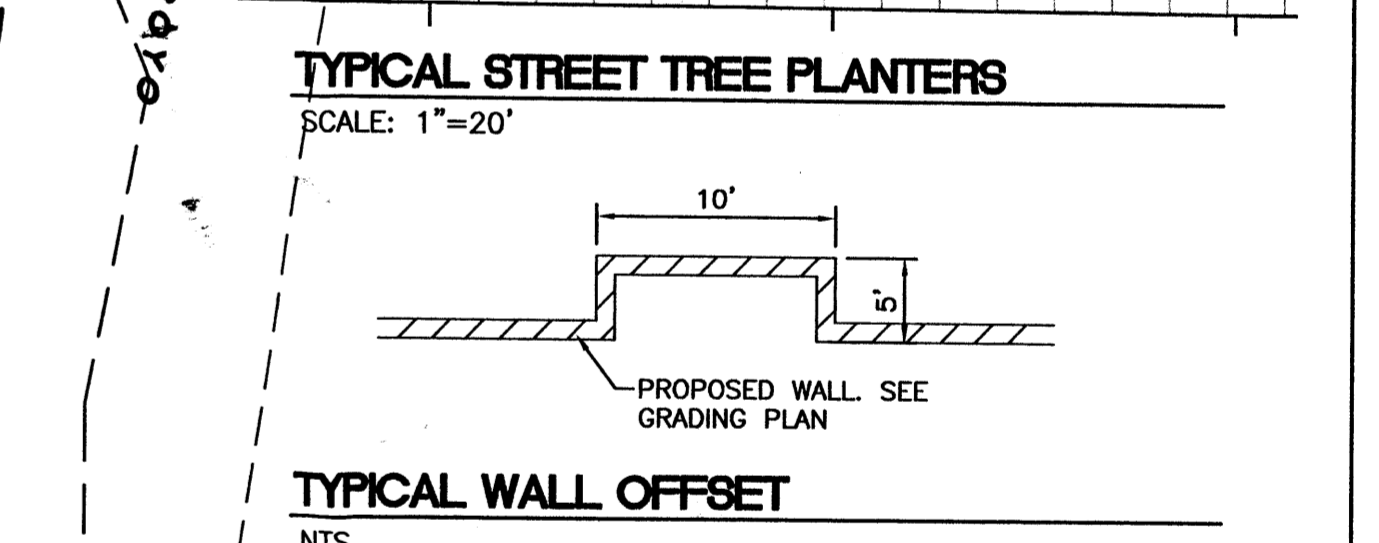 TYPICAL STREET TREE PLANTERS
SCALE: 1"=20'
10'
5'
PROPOSED WALL. SEE
GRADING PLAN
TYPICAL WALL OFFSET
NTS